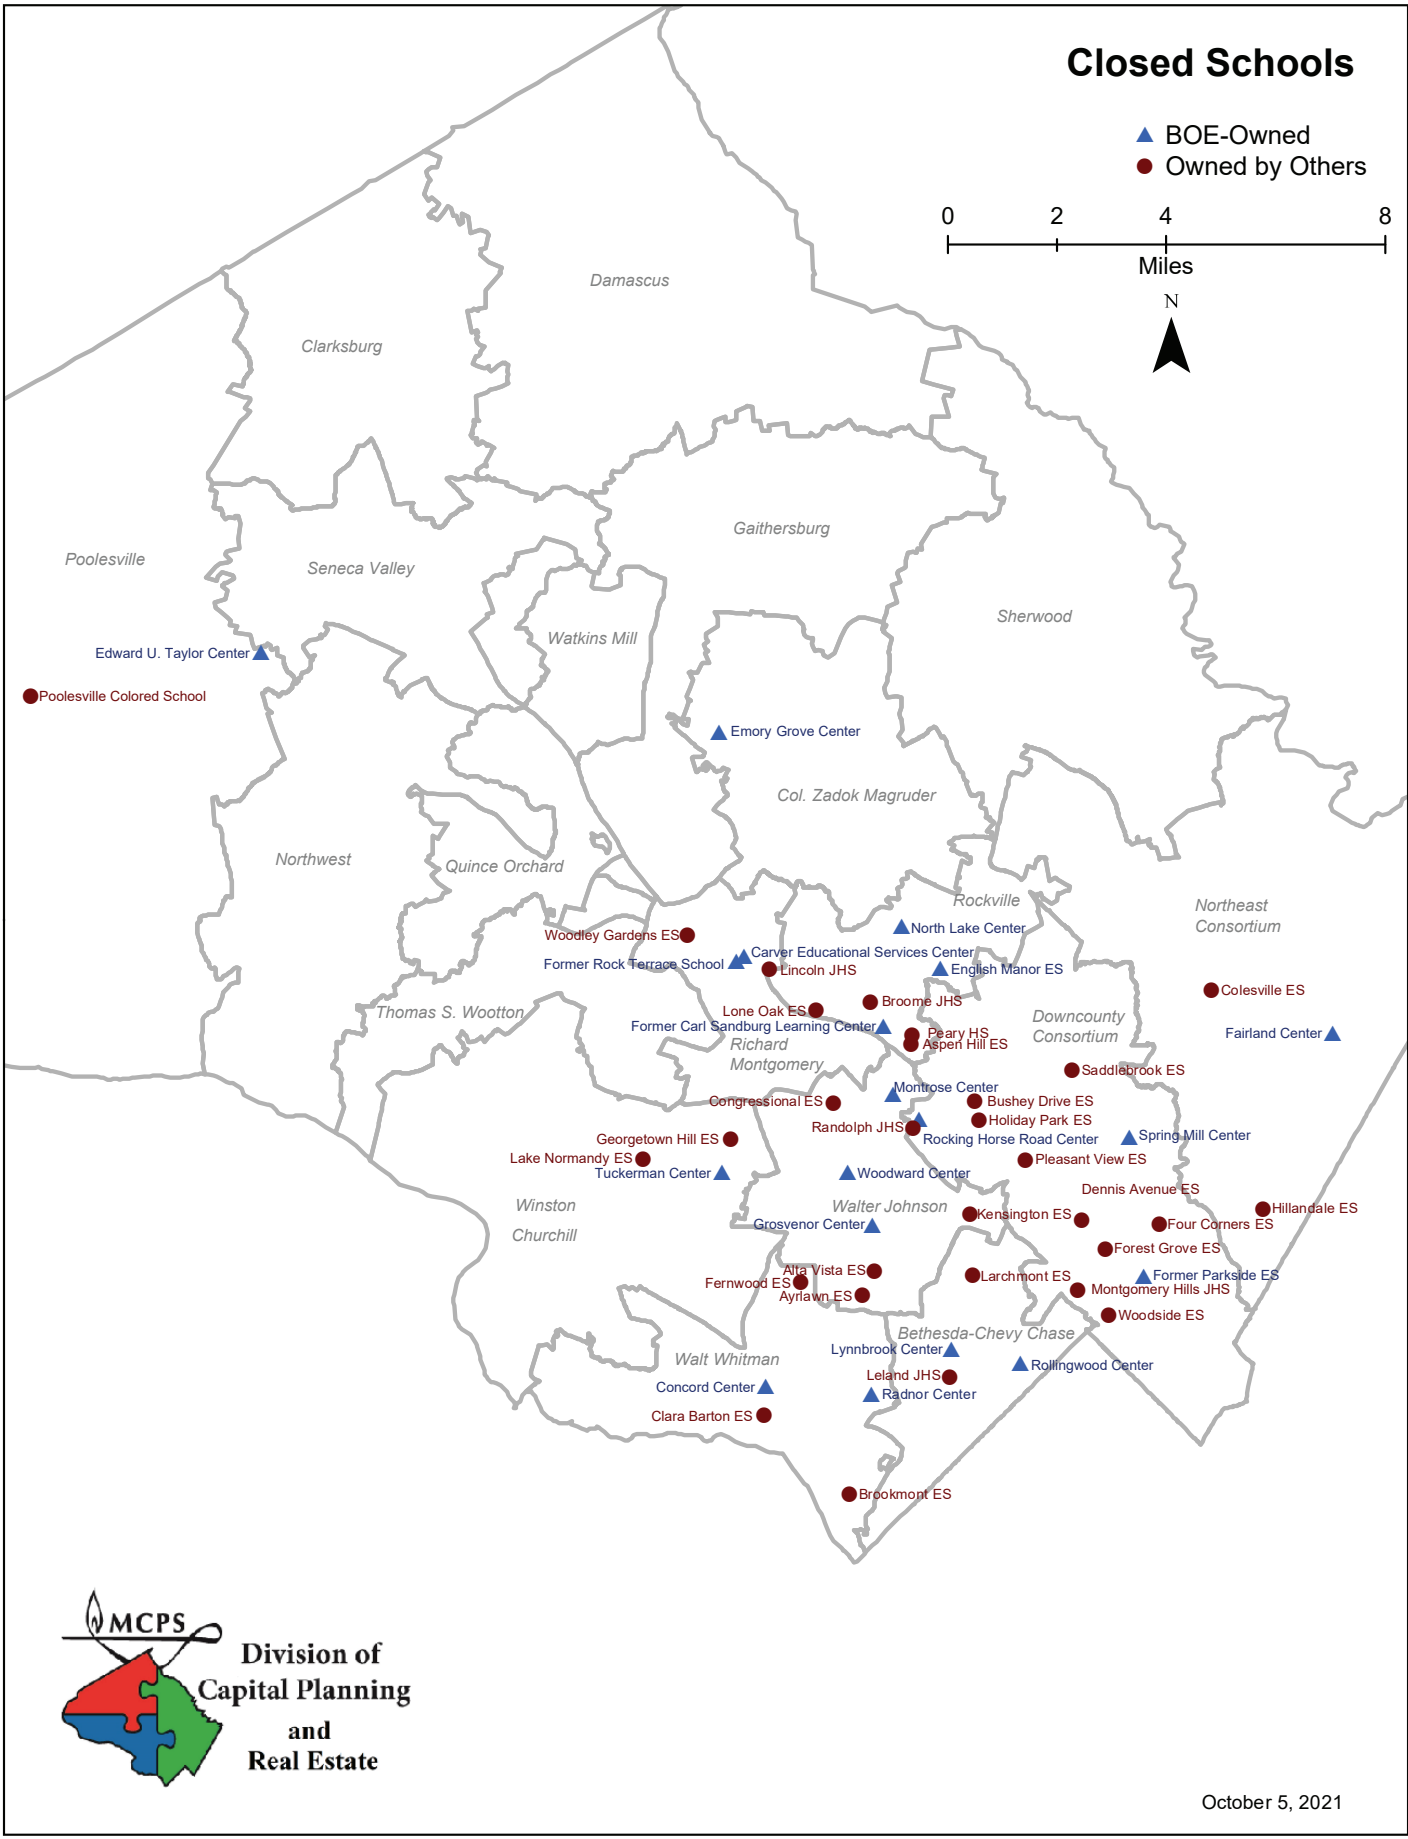 Closed Schools
BOE-Owned
Owned by Others
0 2 4 8
Miles
N
Damascus
Clarksburg
Gaithersburg
Poolesville
Seneca Valley
Sherwood
Watkins Mill
Edward U. Taylor Center
Poolesville Colored School
Emory Grove Center
Col. Zadok Magruder
Northwest
Quince Orchard
Rockville
Northeast
Consortium
North Lake Center
Woodley Gardens ES
Carver Educational Services Center
Former Rock Terrace School
Lincoln JHS
English Manor ES
Colesville ES
Broome JHS
Lone Oak ES
Thomas S. Wootton
Downcounty
Consortium
Former Carl Sandburg Learning Center
Peary HS
Fairland Center
Aspen Hill ES
Richard
Montgomery
Saddlebrook ES
Montrose Center
Congressional ES
Bushey Drive ES
Holiday Park ES
Randolph JHS
Rocking Horse Road Center
Spring Mill Center
Georgetown Hill ES
Lake Normandy ES
Pleasant View ES
Tuckerman Center
Woodward Center
Dennis Avenue ES
Winston
Churchill
Walter Johnson
Hillandale ES
Kensington ES
Grosvenor Center
Four Corners ES
Forest Grove ES
Alta Vista ES
Larchmont ES
Former Parkside ES
Fernwood ES
Montgomery Hills JHS
Ayrlawn ES
Woodside ES
Bethesda-Chevy Chase
Lynnbrook Center
Walt Whitman
Rollingwood Center
Leland JHS
Concord Center
Radnor Center
Clara Barton ES
Brookmont ES
MCPS
Division of
Capital Planning
and
Real Estate
October 5, 2021